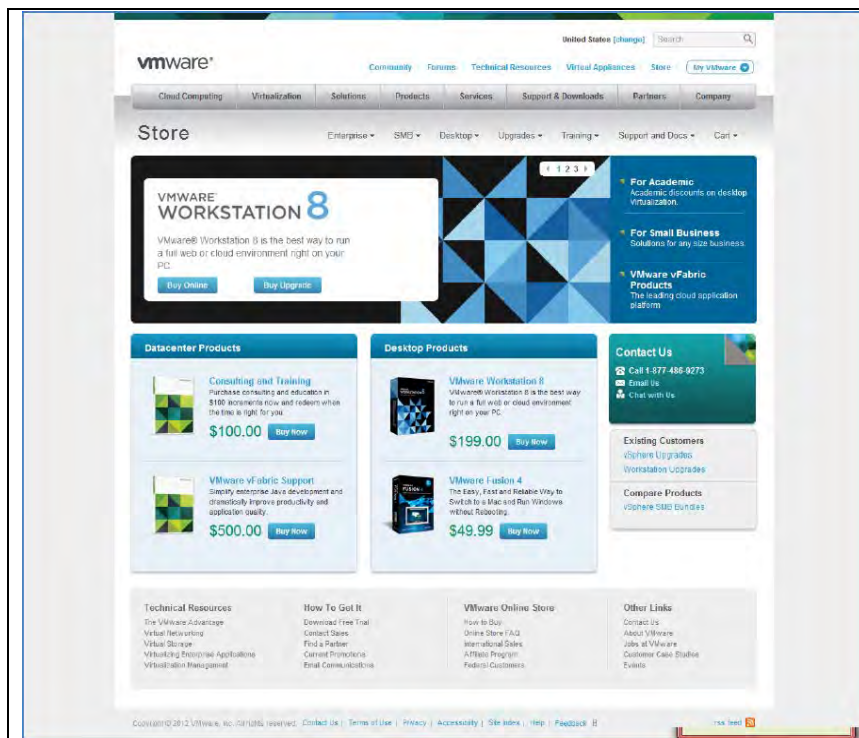 United States (change) Search
vmware®
Community Forums Technical Resources Virtual Appliances Store My VMware
Cloud Computing Virtualization Solutions Products Services Support & Downloads Partners Company
Store
Enterprise SMB Desktop Upgrades Training Support and Docs Cart
1 2 3
VMWARE®
WORKSTATION 8
VMware® Workstation 8 is the best way to run
a full web or cloud environment right on your
PC.
Buy Online Buy Upgrade
For Academic
Academic discounts on desktop
Virtualization.
For Small Business
Solutions for any size business.
VMware vFabric
Products
The leading cloud application
platform
Datacenter Products
Consulting and Training
Purchase consulting and education in
$100 increments now and redeem when
the time is right for you.
$100.00 Buy Now
VMware vFabric Support
Simplify enterprise Java development and
dramatically improve productivity and
application quality.
$500.00 Buy Now
Desktop Products
VMware Workstation 8
VMware® Workstation 8 is the best way
to run a full web or cloud environment
right on your PC.
$199.00 Buy Now
VMware Fusion 4
The Easy, Fast and Reliable Way to
Switch to a Mac and Run Windows
without Rebooting.
$49.99 Buy Now
Contact Us
Call 1-877-486-9273
Email Us
Chat with Us
Existing Customers
vSphere Upgrades
Workstation Upgrades
Compare Products
vSphere SMB Bundles
Technical Resources
The VMware Advantage
Virtual Networking
Virtual Storage
Virtualizing Enterprise Applications
Virtualization Management
How To Get It
Download Free Trial
Contact Sales
Find a Partner
Current Promotions
Email Communications
VMware Online Store
How to Buy
Online Store FAQ
International Sales
Affiliate Program
Federal Customers
Other Links
Contact Us
About VMware
Jobs at VMware
Customer Case Studies
Events
Copyright © 2012 VMware, Inc. All rights reserved. Contact Us | Terms of Use | Privacy | Accessibility | Site Index | Help | Feedback rss feed